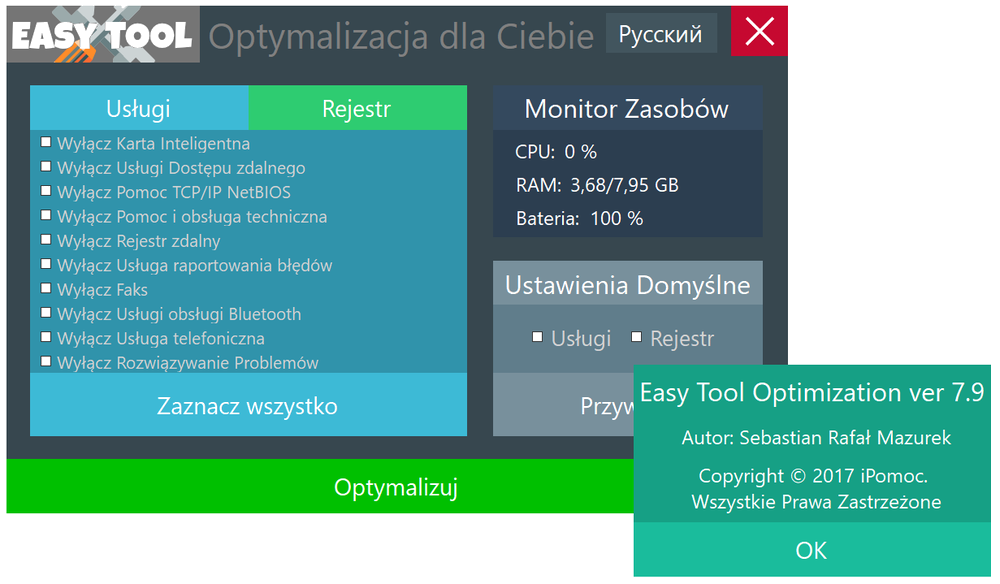 EASY TOOL
Optymalizacja dla Ciebie
Русский
Usługi
Rejestr
Wyłącz Karta Inteligentna
Wyłącz Usługi Dostępu zdalnego
Wyłącz Pomoc TCP/IP NetBIOS
Wyłącz Pomoc i obsługa techniczna
Wyłącz Rejestr zdalny
Wyłącz Usługa raportowania błędów
Wyłącz Faks
Wyłącz Usługi obsługi Bluetooth
Wyłącz Usługa telefoniczna
Wyłącz Rozwiązywanie Problemów
Zaznacz wszystko
Monitor Zasobów
CPU: 0 %
RAM: 3,68/7,95 GB
Bateria: 100 %
Ustawienia Domyślne
Usługi
Rejestr
Optymalizuj
Easy Tool Optimization ver 7.9
Autor: Sebastian Rafał Mazurek
Copyright © 2017 iPomoc.
Wszystkie Prawa Zastrzeżone
OK